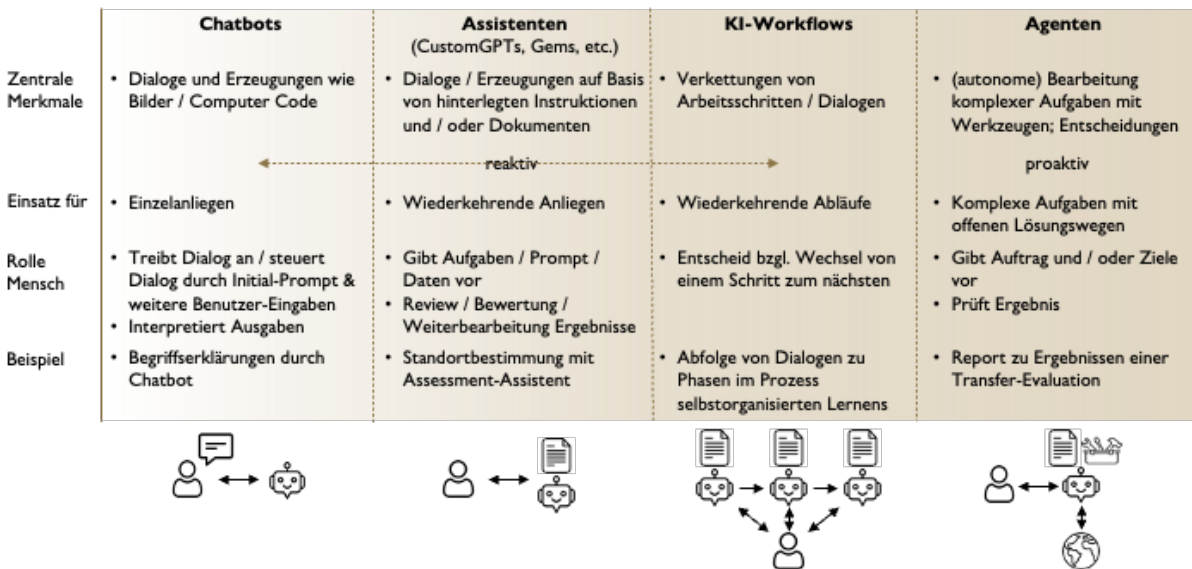 Chatbots
Assistenten
(CustomGPTs, Gems, etc.)
KI-Workflows
Agenten
Zentrale
Merkmale
• Dialoge und Erzeugungen wie
Bilder / Computer Code
• Dialoge / Erzeugungen auf Basis
von hinterlegten Instruktionen
und / oder Dokumenten
• Verkettungen von
Arbeitsschritten / Dialogen
• (autonome) Bearbeitung
komplexer Aufgaben mit
Werkzeugen; Entscheidungen
reaktiv
proaktiv
Einsatz für
• Einzelanliegen
• Wiederkehrende Anliegen
• Wiederkehrende Abläufe
• Komplexe Aufgaben mit
offenen Lösungswegen
Rolle
Mensch
• Treibt Dialog an / steuert
Dialog durch Initial-Prompt &
weitere Benutzer-Eingaben
• Interpretiert Ausgaben
• Gibt Aufgaben / Prompt /
Daten vor
• Review / Bewertung /
Weiterbearbeitung Ergebnisse
• Entscheid bzgl. Wechsel von
einem Schritt zum nächsten
• Gibt Auftrag und / oder Ziele
vor
• Prüft Ergebnis
Beispiel
• Begriffserklärungen durch
Chatbot
• Standortbestimmung mit
Assessment-Assistent
• Abfolge von Dialogen zu
Phasen im Prozess
selbstorganisierten Lernens
• Report zu Ergebnissen einer
Transfer-Evaluation